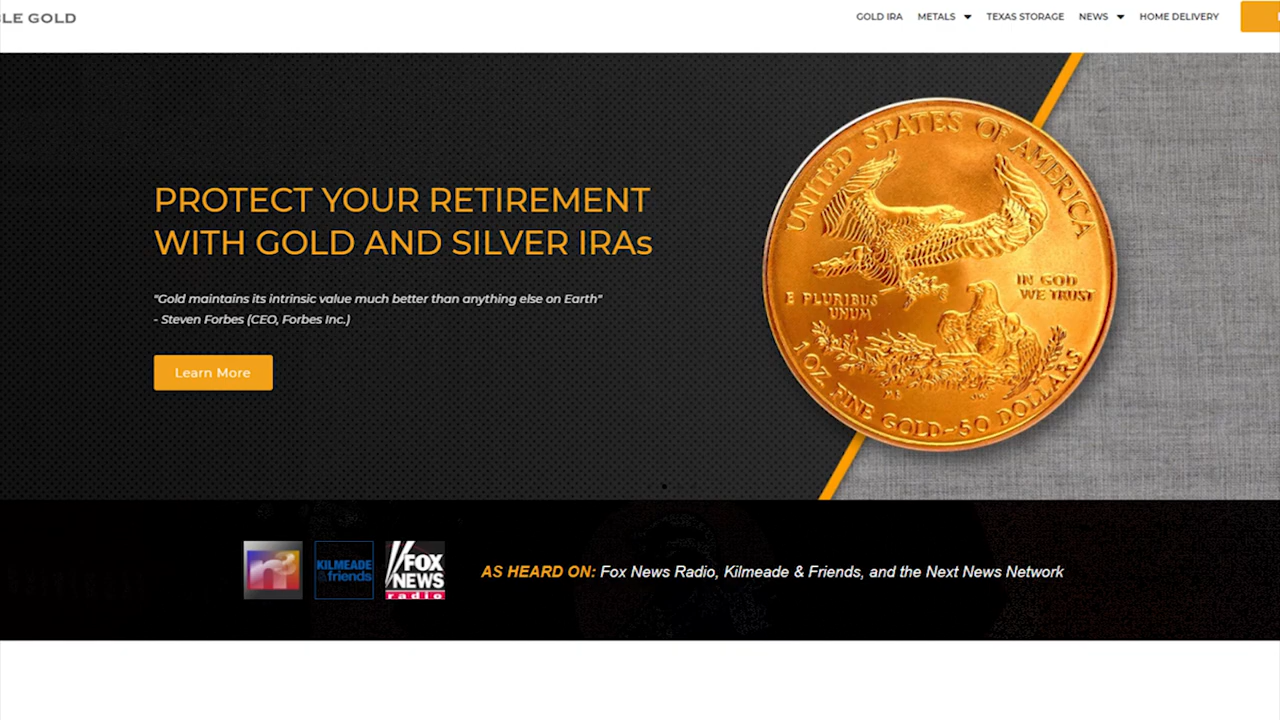 BLE GOLD
GOLD IRA METALS TEXAS STORAGE NEWS HOME DELIVERY
PROTECT YOUR RETIREMENT
WITH GOLD AND SILVER IRAs
"Gold maintains its intrinsic value much better than anything else on Earth"
- Steven Forbes (CEO, Forbes Inc.)
Learn More
UNITED STATES OF AMERICA
E PLURIBUS
UNUM
IN GOD
WE TRUST
1 OZ. FINE GOLD~50 DOLLARS
n3
KILMEADE
& friends
FOX
NEWS
radio
AS HEARD ON: Fox News Radio, Kilmeade & Friends, and the Next News Network